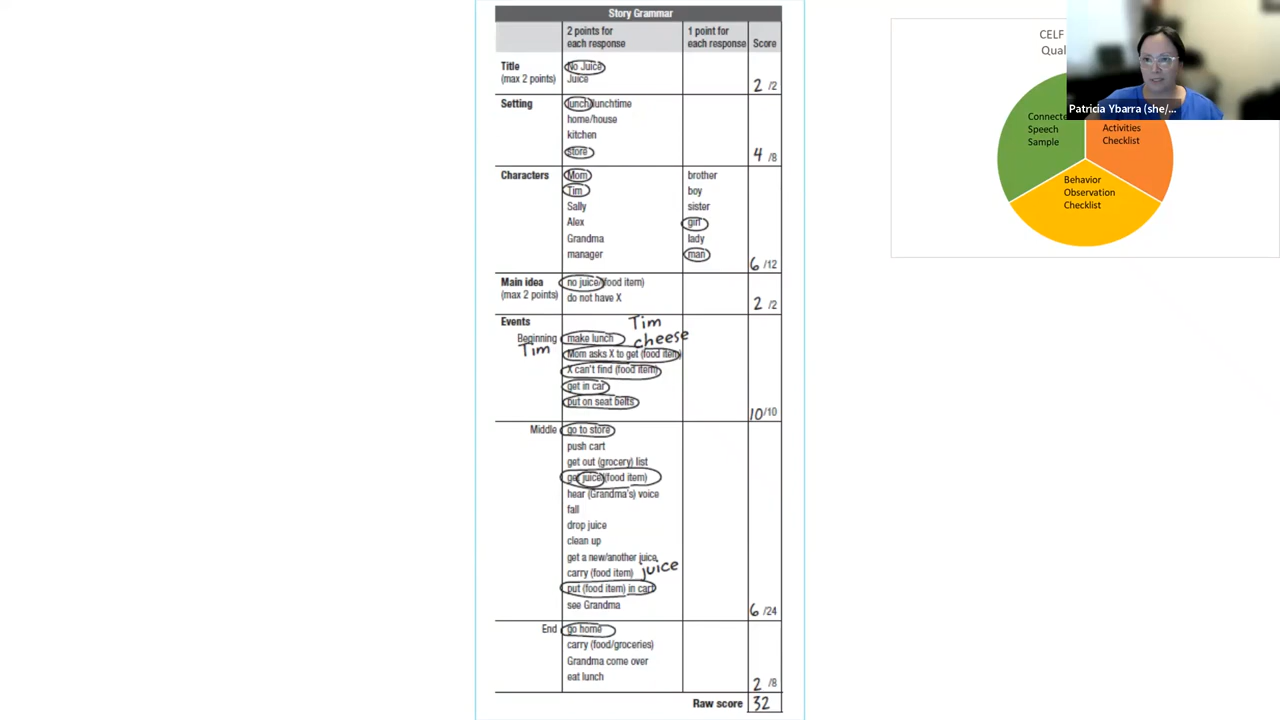 Story Grammar
2 points for each response
1 point for each response
Score
Title (max 2 points)
No Juice
Juice
2 /2
Setting
lunch/lunchtime
home/house
kitchen
store
4 /8
Characters
Mom
brother
Tim
boy
Sally
sister
Alex
girl
Grandma
lady
manager
man
6 /12
Main idea (max 2 points)
no juice/(food item)
do not have X
2 /2
Events
Beginning
Tim
Tim
cheese
make lunch
Mom asks X to get (food item)
X can't find (food item)
get in car
put on seat belts
10 /10
Middle
go to store
push cart
get out (grocery) list
get juice/(food item)
hear (Grandma's) voice
fall
drop juice
clean up
get a new/another juice
carry (food item)
juice
put (food item) in cart
see Grandma
6 /24
End
go home
carry (food/groceries)
Grandma come over
eat lunch
2 /8
Raw score
32
CELF
Patricia Ybarra (she/...
Speech
Sample
Activities
Checklist
Behavior
Observation
Checklist